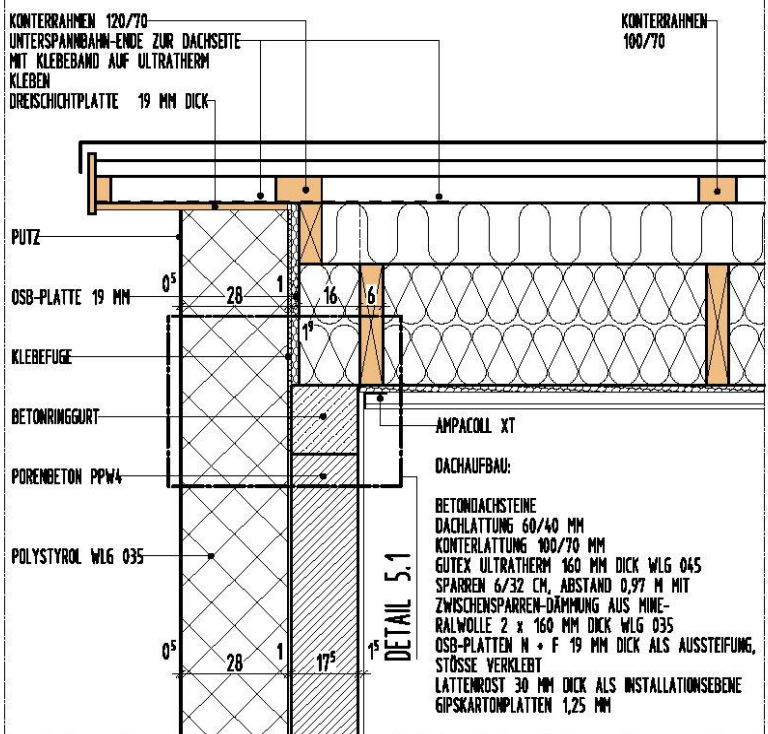 KONTERRAHMEN 120/70
UNTERSPANNBAHN-ENDE ZUR DACHSEITE
MIT KLEBEBAND AUF ULTRATHERM
KLEBEN
DREISCHICHTPLATTE 19 MM DICK
KONTERRAHMEN
100/70
PUTZ
0⁵ 28 1 16 6
OSB-PLATTE 19 MM
1⁹
KLEBEFUGE
BETONRINGGURT
PORENBETON PPW4
POLYSTYROL WLG 035
0⁵ 28 1 17⁵ 1⁵
AMPACOLL XT
DETAIL 5.1
DACHAUFBAU:
BETONDACHSTEINE
DACHLATTUNG 60/40 MM
KONTERLATTUNG 100/70 MM
GUTEX ULTRATHERM 160 MM DICK WLG 045
SPARREN 6/32 CM, ABSTAND 0,97 M MIT
ZWISCHENSPARREN-DÄMMUNG AUS MINE-
RALWOLLE 2 x 160 MM DICK WLG 035
OSB-PLATTEN N + F 19 MM DICK ALS AUSSTEIFUNG,
STÖSSE VERKLEBT
LATTENROST 30 MM DICK ALS INSTALLATIONSEBENE
GIPSKARTONPLATTEN 1,25 MM